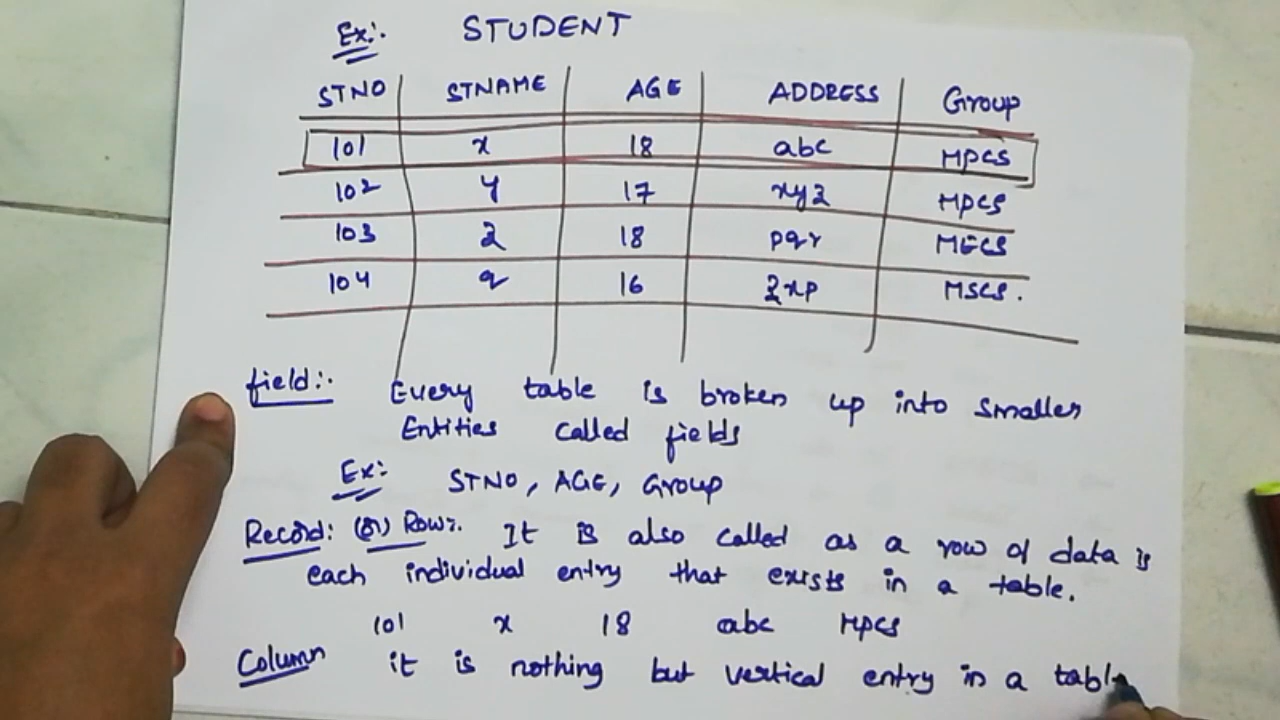 Ex:- STUDENT
STNO STNAME AGE ADDRESS Group
101 x 18 abc MPCS
102 y 17 xyz MPCS
103 z 18 pqr MECS
104 q 16 zxp MSCS.
field:- Every table is broken up into smaller
Entities called fields
Ex:- STNO, AGE, Group
Record: (or) Row:. It is also called as a row of data is
each individual entry that exists in a table.
101 x 18 abc MPCS
Column it is nothing but vertical entry in a